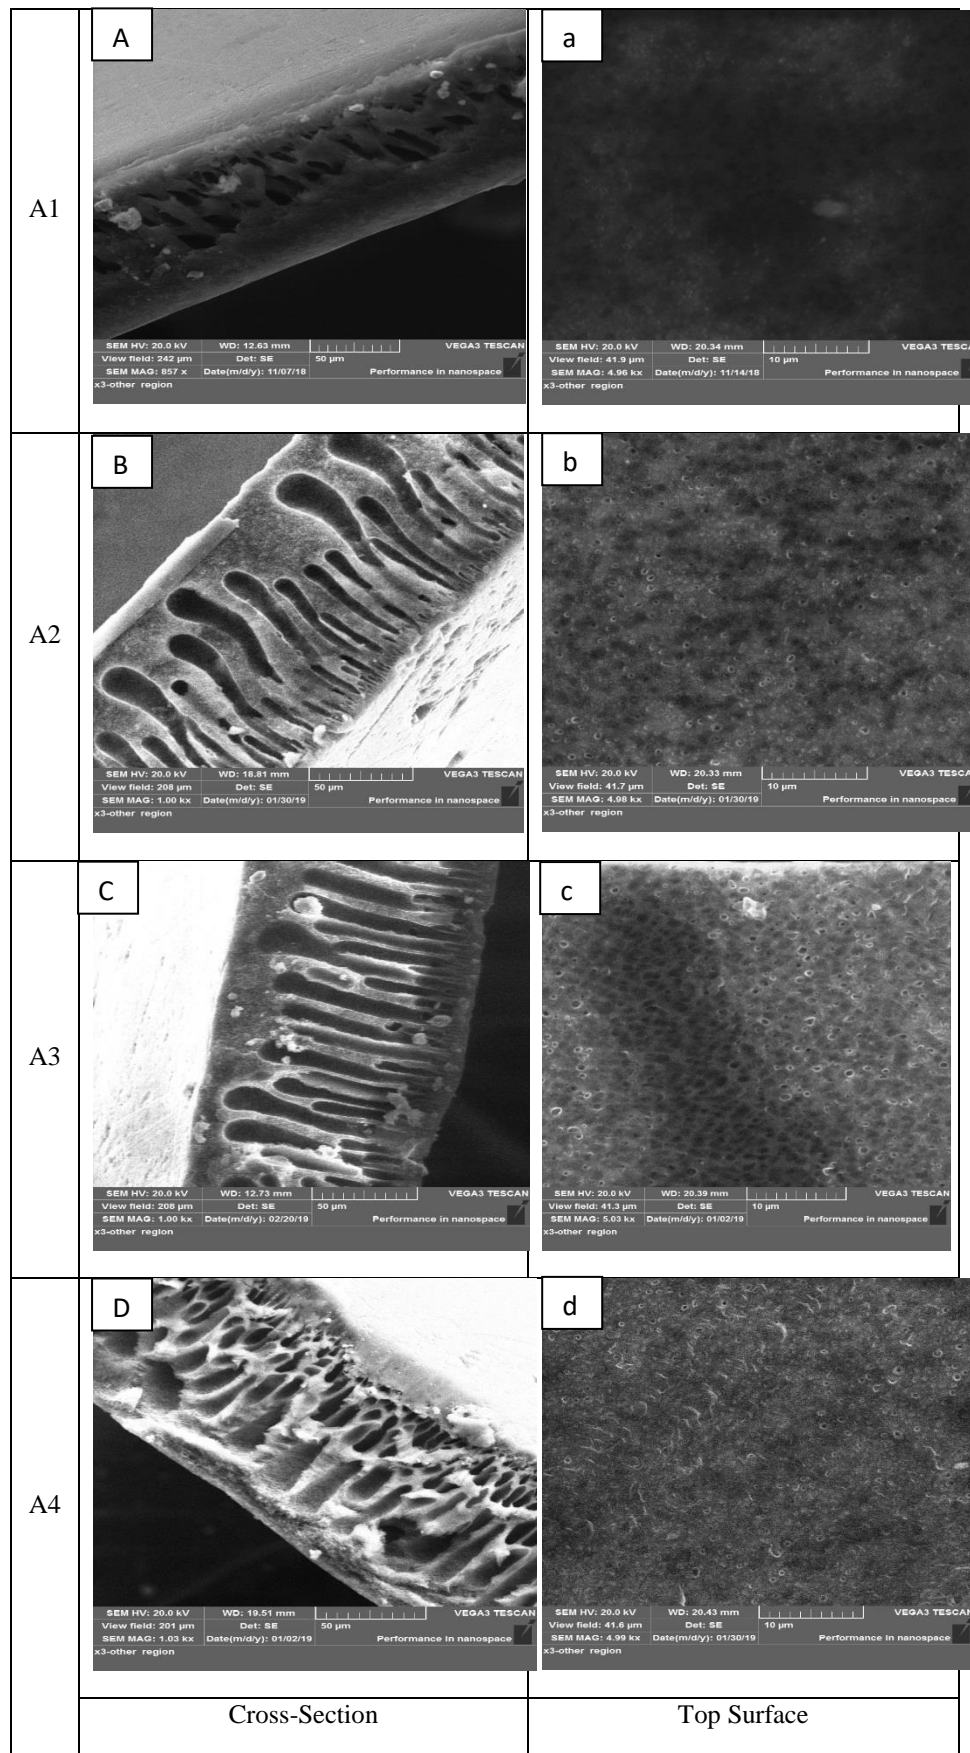 A1
A
SEM HV: 20.0 kV WD: 12.63 mm VEGA3 TESCAN
View field: 242 µm Det: SE 50 µm
SEM MAG: 857 x Date(m/d/y): 11/07/18 Performance in nanospace
x3-other region
a
SEM HV: 20.0 kV WD: 20.34 mm VEGA3 TESCA
View field: 41.9 µm Det: SE 10 µm
SEM MAG: 4.96 kx Date(m/d/y): 11/14/18 Performance in nanospace
x3-other region
A2
B
SEM HV: 20.0 kV WD: 18.81 mm VEGA3 TESCAN
View field: 208 µm Det: SE 50 µm
SEM MAG: 1.00 kx Date(m/d/y): 01/30/19 Performance in nanospace
x3-other region
b
SEM HV: 20.0 kV WD: 20.33 mm VEGA3 TESCA
View field: 41.7 µm Det: SE 10 µm
SEM MAG: 4.98 kx Date(m/d/y): 01/30/19 Performance in nanospace
x3-other region
A3
C
SEM HV: 20.0 kV WD: 12.73 mm VEGA3 TESCAN
View field: 208 µm Det: SE 50 µm
SEM MAG: 1.00 kx Date(m/d/y): 02/20/19 Performance in nanospace
x3-other region
c
SEM HV: 20.0 kV WD: 20.39 mm VEGA3 TESCAN
View field: 41.3 µm Det: SE 10 µm
SEM MAG: 5.03 kx Date(m/d/y): 01/02/19 Performance in nanospace
x3-other region
A4
D
SEM HV: 20.0 kV WD: 19.51 mm VEGA3 TESCAN
View field: 201 µm Det: SE 50 µm
SEM MAG: 1.03 kx Date(m/d/y): 01/02/19 Performance in nanospace
x3-other region
d
SEM HV: 20.0 kV WD: 20.43 mm VEGA3 TESCA
View field: 41.6 µm Det: SE 10 µm
SEM MAG: 4.99 kx Date(m/d/y): 01/30/19 Performance in nanospace
x3-other region
Cross-Section Top Surface